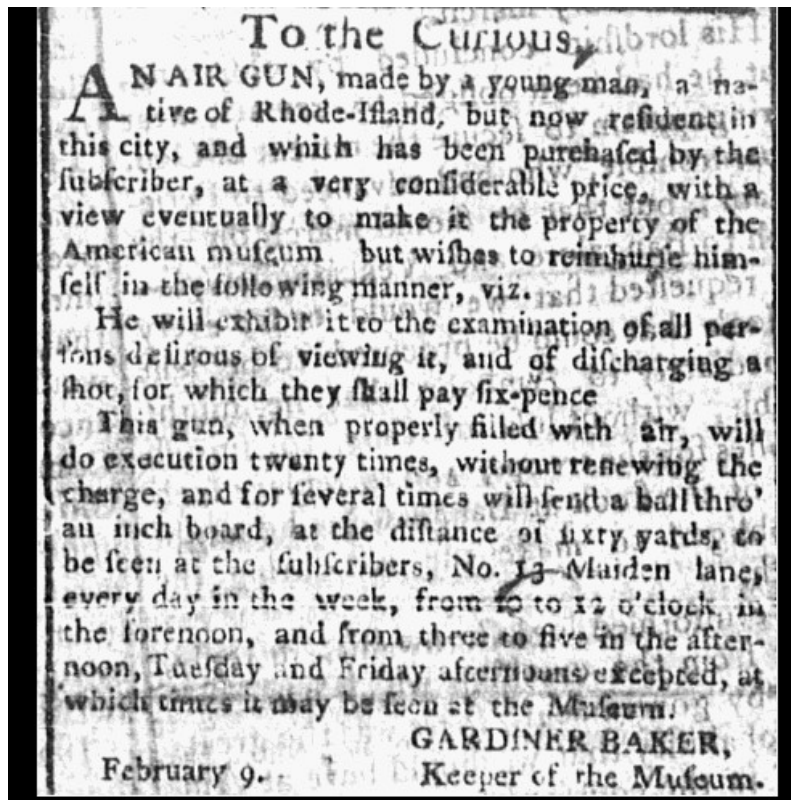 To the Curious,
AN AIR GUN, made by a young man, a na-
tive of Rhode-Iſland, but now reſident in
this city, and which has been purchaſed by the
ſubſcriber, at a very conſiderable price, with a
view eventually to make it the property of the
American muſeum but wiſhes to reimburſe him-
ſelf in the following manner, viz.
He will exhibit it to the examination of all per-
ſons deſirous of viewing it, and of diſcharging a
ſhot, for which they ſhall pay ſix-pence
This gun, when properly filled with air, will
do execution twenty times, without renewing the
charge, and for ſeveral times will ſend a ball thro'
an inch board, at the diſtance of ſixty yards, to
be ſeen at the ſubſcribers, No. 13 Maiden lane,
every day in the week, from 10 to 12 o'clock in
the forenoon, and from three to five in the after-
noon, Tueſday and Friday afternoons excepted, at
which times it may be ſeen at the Muſeum.
GARDINER BAKER,
February 9. Keeper of the Muſeum.